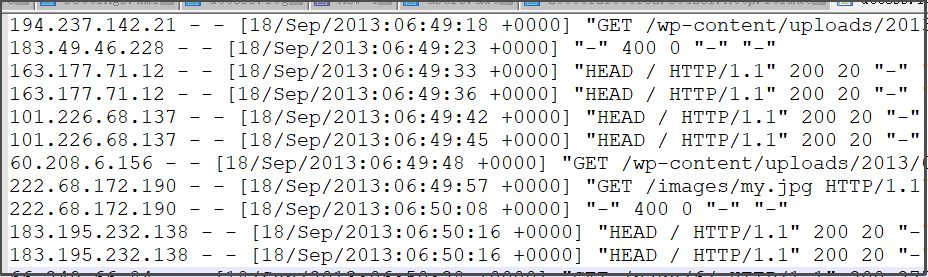 194.237.142.21 - - [18/Sep/2013:06:49:18 +0000] "GET /wp-content/uploads/201
183.49.46.228 - - [18/Sep/2013:06:49:23 +0000] "-" 400 0 "-" "-"
163.177.71.12 - - [18/Sep/2013:06:49:33 +0000] "HEAD / HTTP/1.1" 200 20 "-" 
163.177.71.12 - - [18/Sep/2013:06:49:36 +0000] "HEAD / HTTP/1.1" 200 20 "-" 
101.226.68.137 - - [18/Sep/2013:06:49:42 +0000] "HEAD / HTTP/1.1" 200 20 "-
101.226.68.137 - - [18/Sep/2013:06:49:45 +0000] "HEAD / HTTP/1.1" 200 20 "-
60.208.6.156 - - [18/Sep/2013:06:49:48 +0000] "GET /wp-content/uploads/2013/
222.68.172.190 - - [18/Sep/2013:06:49:57 +0000] "GET /images/my.jpg HTTP/1.1
222.68.172.190 - - [18/Sep/2013:06:50:08 +0000] "-" 400 0 "-" "-"
183.195.232.138 - - [18/Sep/2013:06:50:16 +0000] "HEAD / HTTP/1.1" 200 20 "-
183.195.232.138 - - [18/Sep/2013:06:50:16 +0000] "HEAD / HTTP/1.1" 200 20 "-